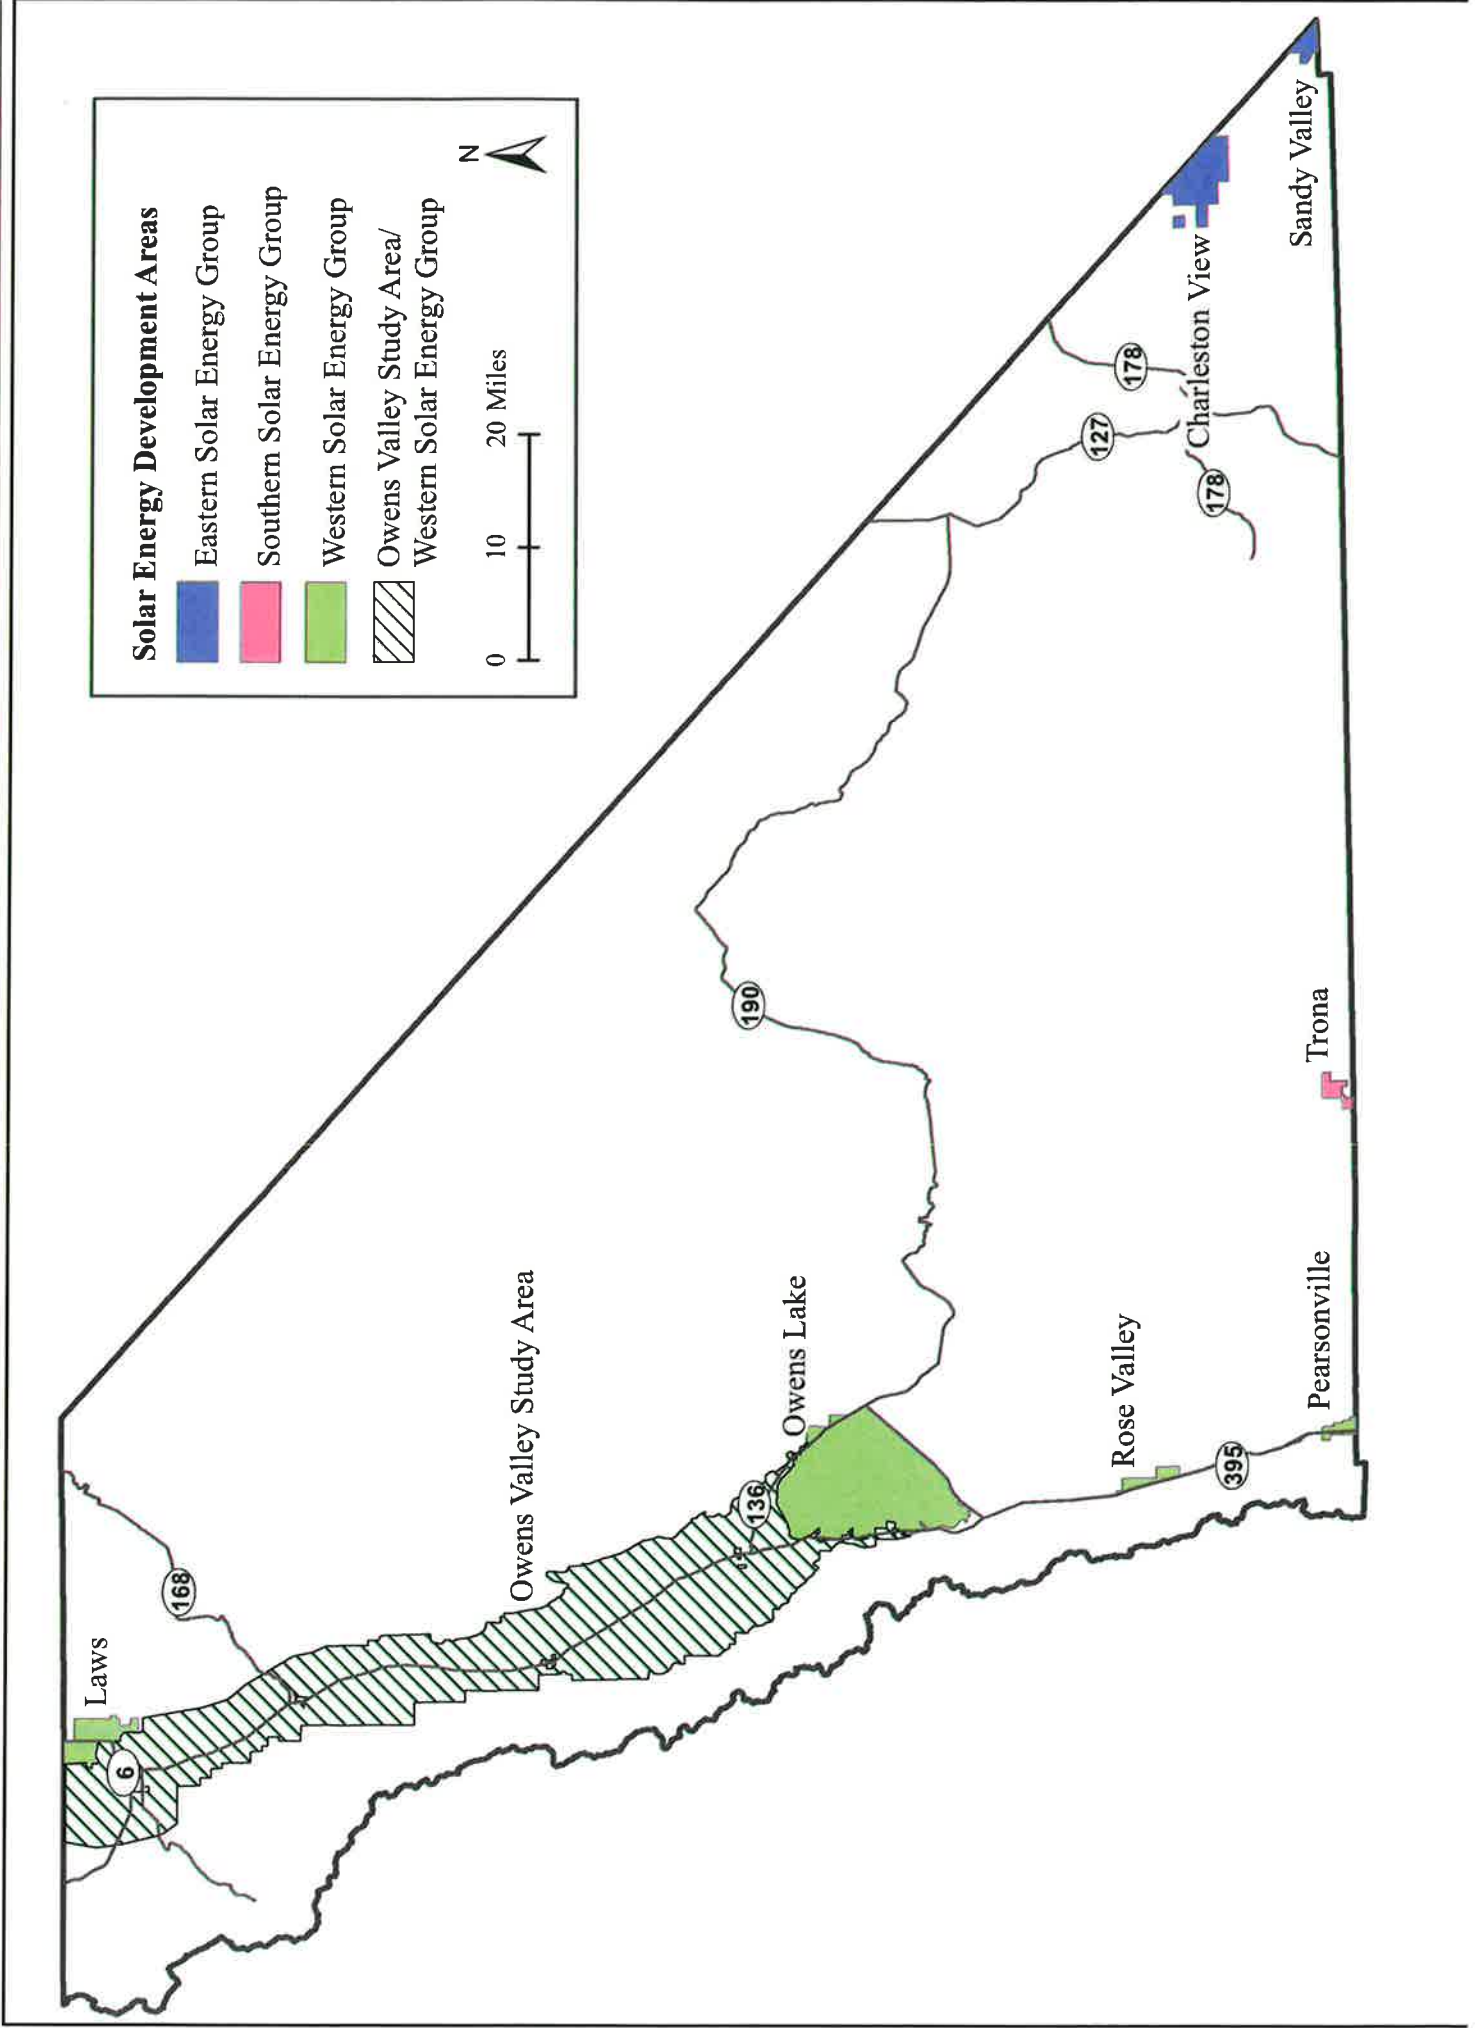 Solar Energy Development Areas
Eastern Solar Energy Group
Southern Solar Energy Group
Western Solar Energy Group
Owens Valley Study Area/
Western Solar Energy Group
0 10 20 Miles
N
Laws
6
168
Owens Valley Study Area
136
Owens Lake
190
Rose Valley
395
Pearsonville
Trona
127
178
178
Charleston View
Sandy Valley